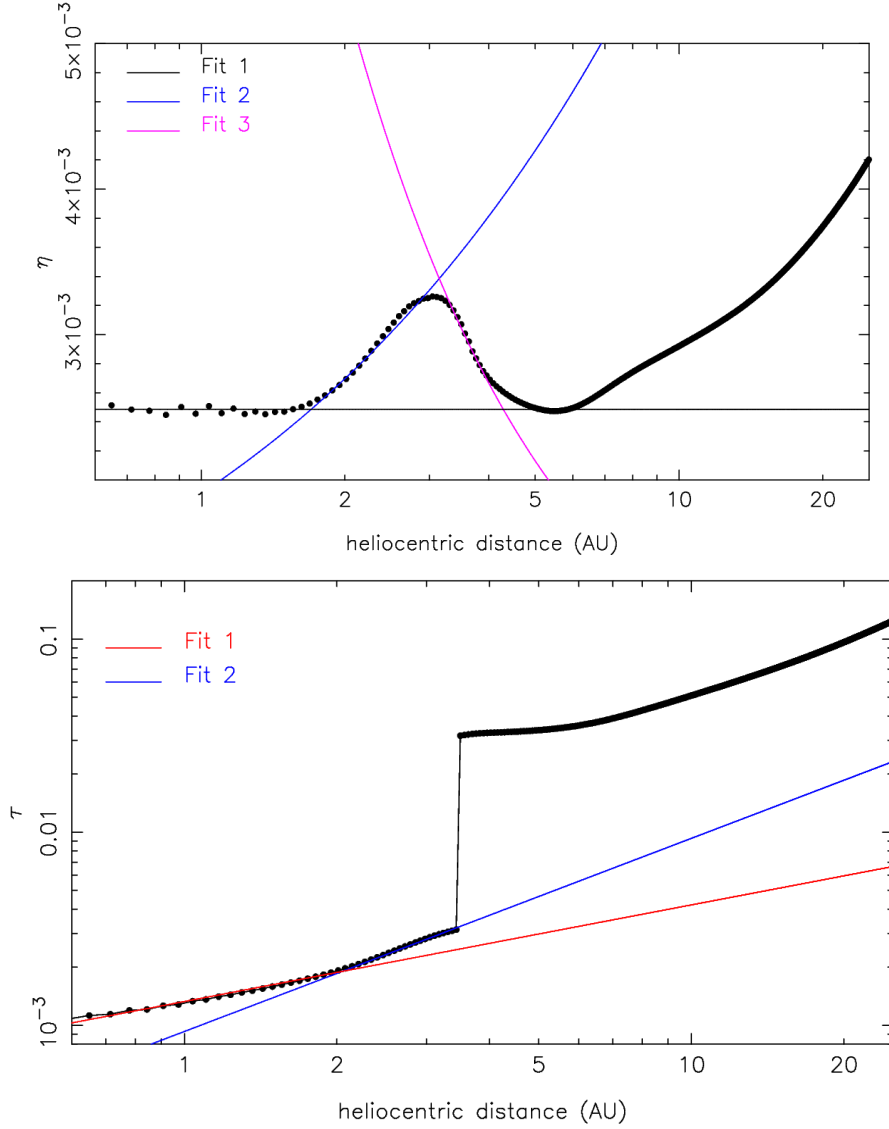 5×10⁻³
Fit 1
Fit 2
Fit 3
4×10⁻³
η
3×10⁻³
1 2 5 10 20
heliocentric distance (AU)
0.1
Fit 1
Fit 2
τ
0.01
10⁻³
1 2 5 10 20
heliocentric distance (AU)